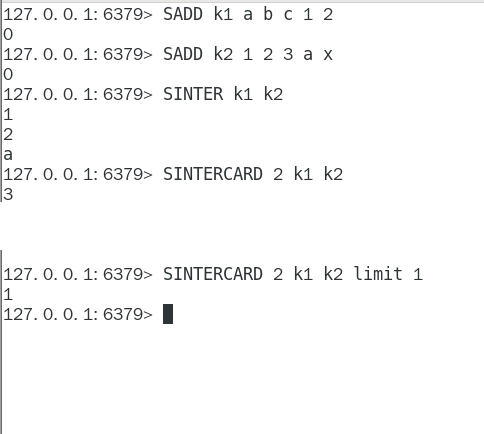 127.0.0.1:6379> SADD k1 a b c 1 2
0
127.0.0.1:6379> SADD k2 1 2 3 a x
0
127.0.0.1:6379> SINTER k1 k2
1
2
a
127.0.0.1:6379> SINTERCARD 2 k1 k2
3
127.0.0.1:6379> SINTERCARD 2 k1 k2 limit 1
1
127.0.0.1:6379>